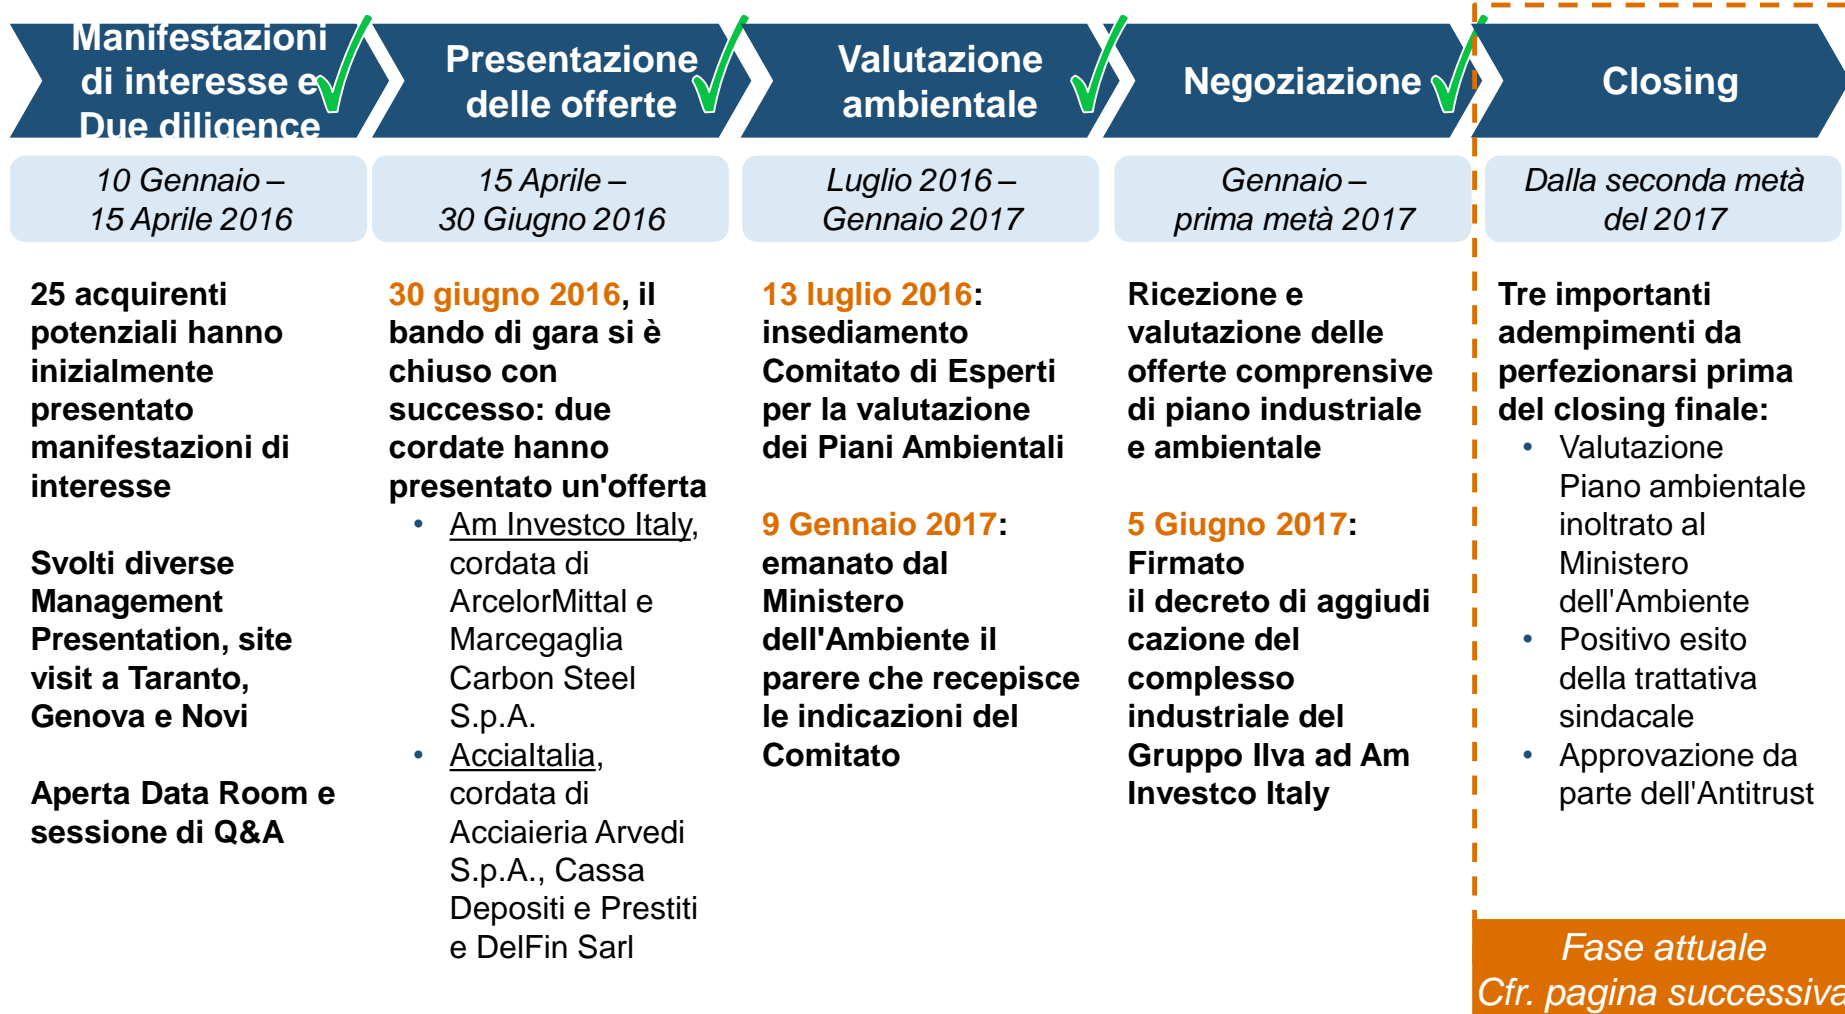 Manifestazioni
di interesse e
Due diligence
Presentazione
delle offerte
Valutazione
ambientale
Negoziazione
Closing
10 Gennaio –
15 Aprile 2016
15 Aprile –
30 Giugno 2016
Luglio 2016 –
Gennaio 2017
Gennaio –
prima metà 2017
Dalla seconda metà
del 2017
25 acquirenti
potenziali hanno
inizialmente
presentato
manifestazioni di
interesse
Svolti diverse
Management
Presentation, site
visit a Taranto,
Genova e Novi
Aperta Data Room e
sessione di Q&A
30 giugno 2016, il
bando di gara si è
chiuso con
successo: due
cordate hanno
presentato un'offerta
• Am Investco Italy,
cordata di
ArcelorMittal e
Marcegaglia
Carbon Steel
S.p.A.
• AcciaItalia,
cordata di
Acciaieria Arvedi
S.p.A., Cassa
Depositi e Prestiti
e DelFin Sarl
13 luglio 2016:
insediamento
Comitato di Esperti
per la valutazione
dei Piani Ambientali
9 Gennaio 2017:
emanato dal
Ministero
dell'Ambiente il
parere che recepisce
le indicazioni del
Comitato
Ricezione e
valutazione delle
offerte comprensive
di piano industriale
e ambientale
5 Giugno 2017:
Firmato
il decreto di aggiudi
cazione del
complesso
industriale del
Gruppo Ilva ad Am
Investco Italy
Tre importanti
adempimenti da
perfezionarsi prima
del closing finale:
• Valutazione
Piano ambientale
inoltrato al
Ministero
dell'Ambiente
• Positivo esito
della trattativa
sindacale
• Approvazione da
parte dell'Antitrust
Fase attuale
Cfr. pagina successiva